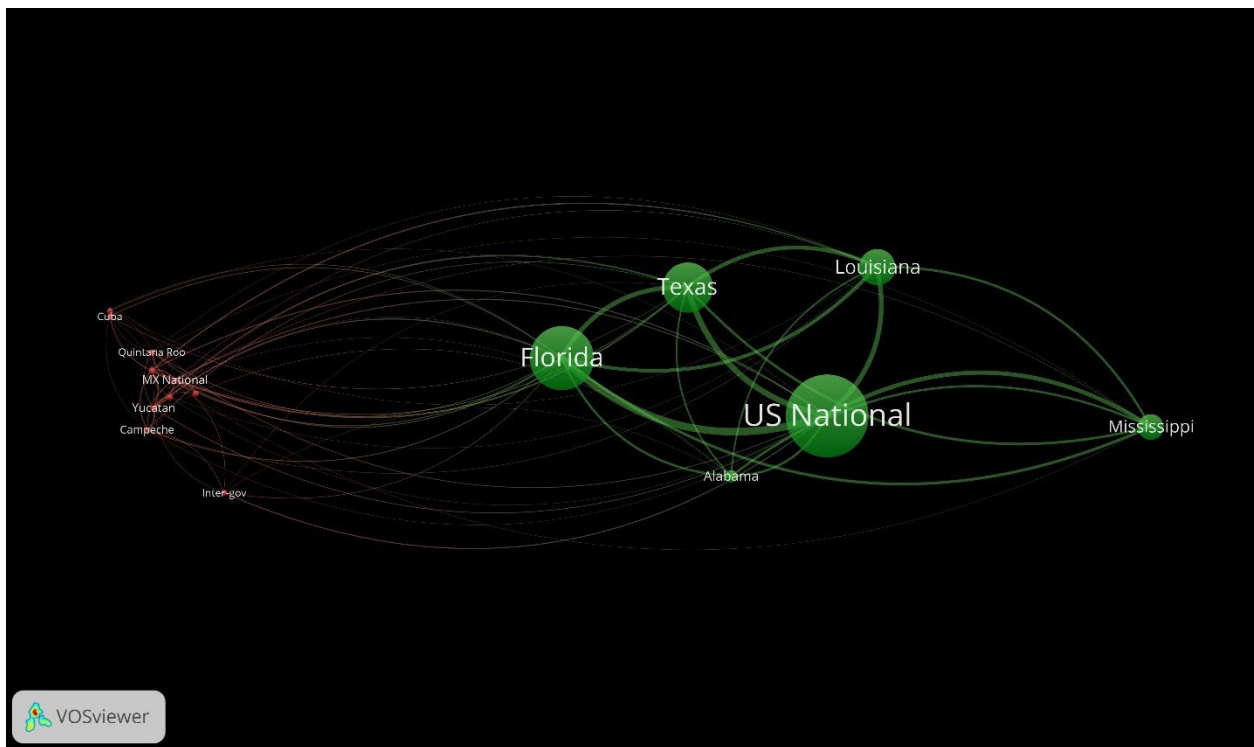 Louisiana
Texas
Cuba
Quintana Roo
Florida
MX National
Yucatan
US National
Campeche
Mississippi
Alabama
Inter-gov
VOSviewer